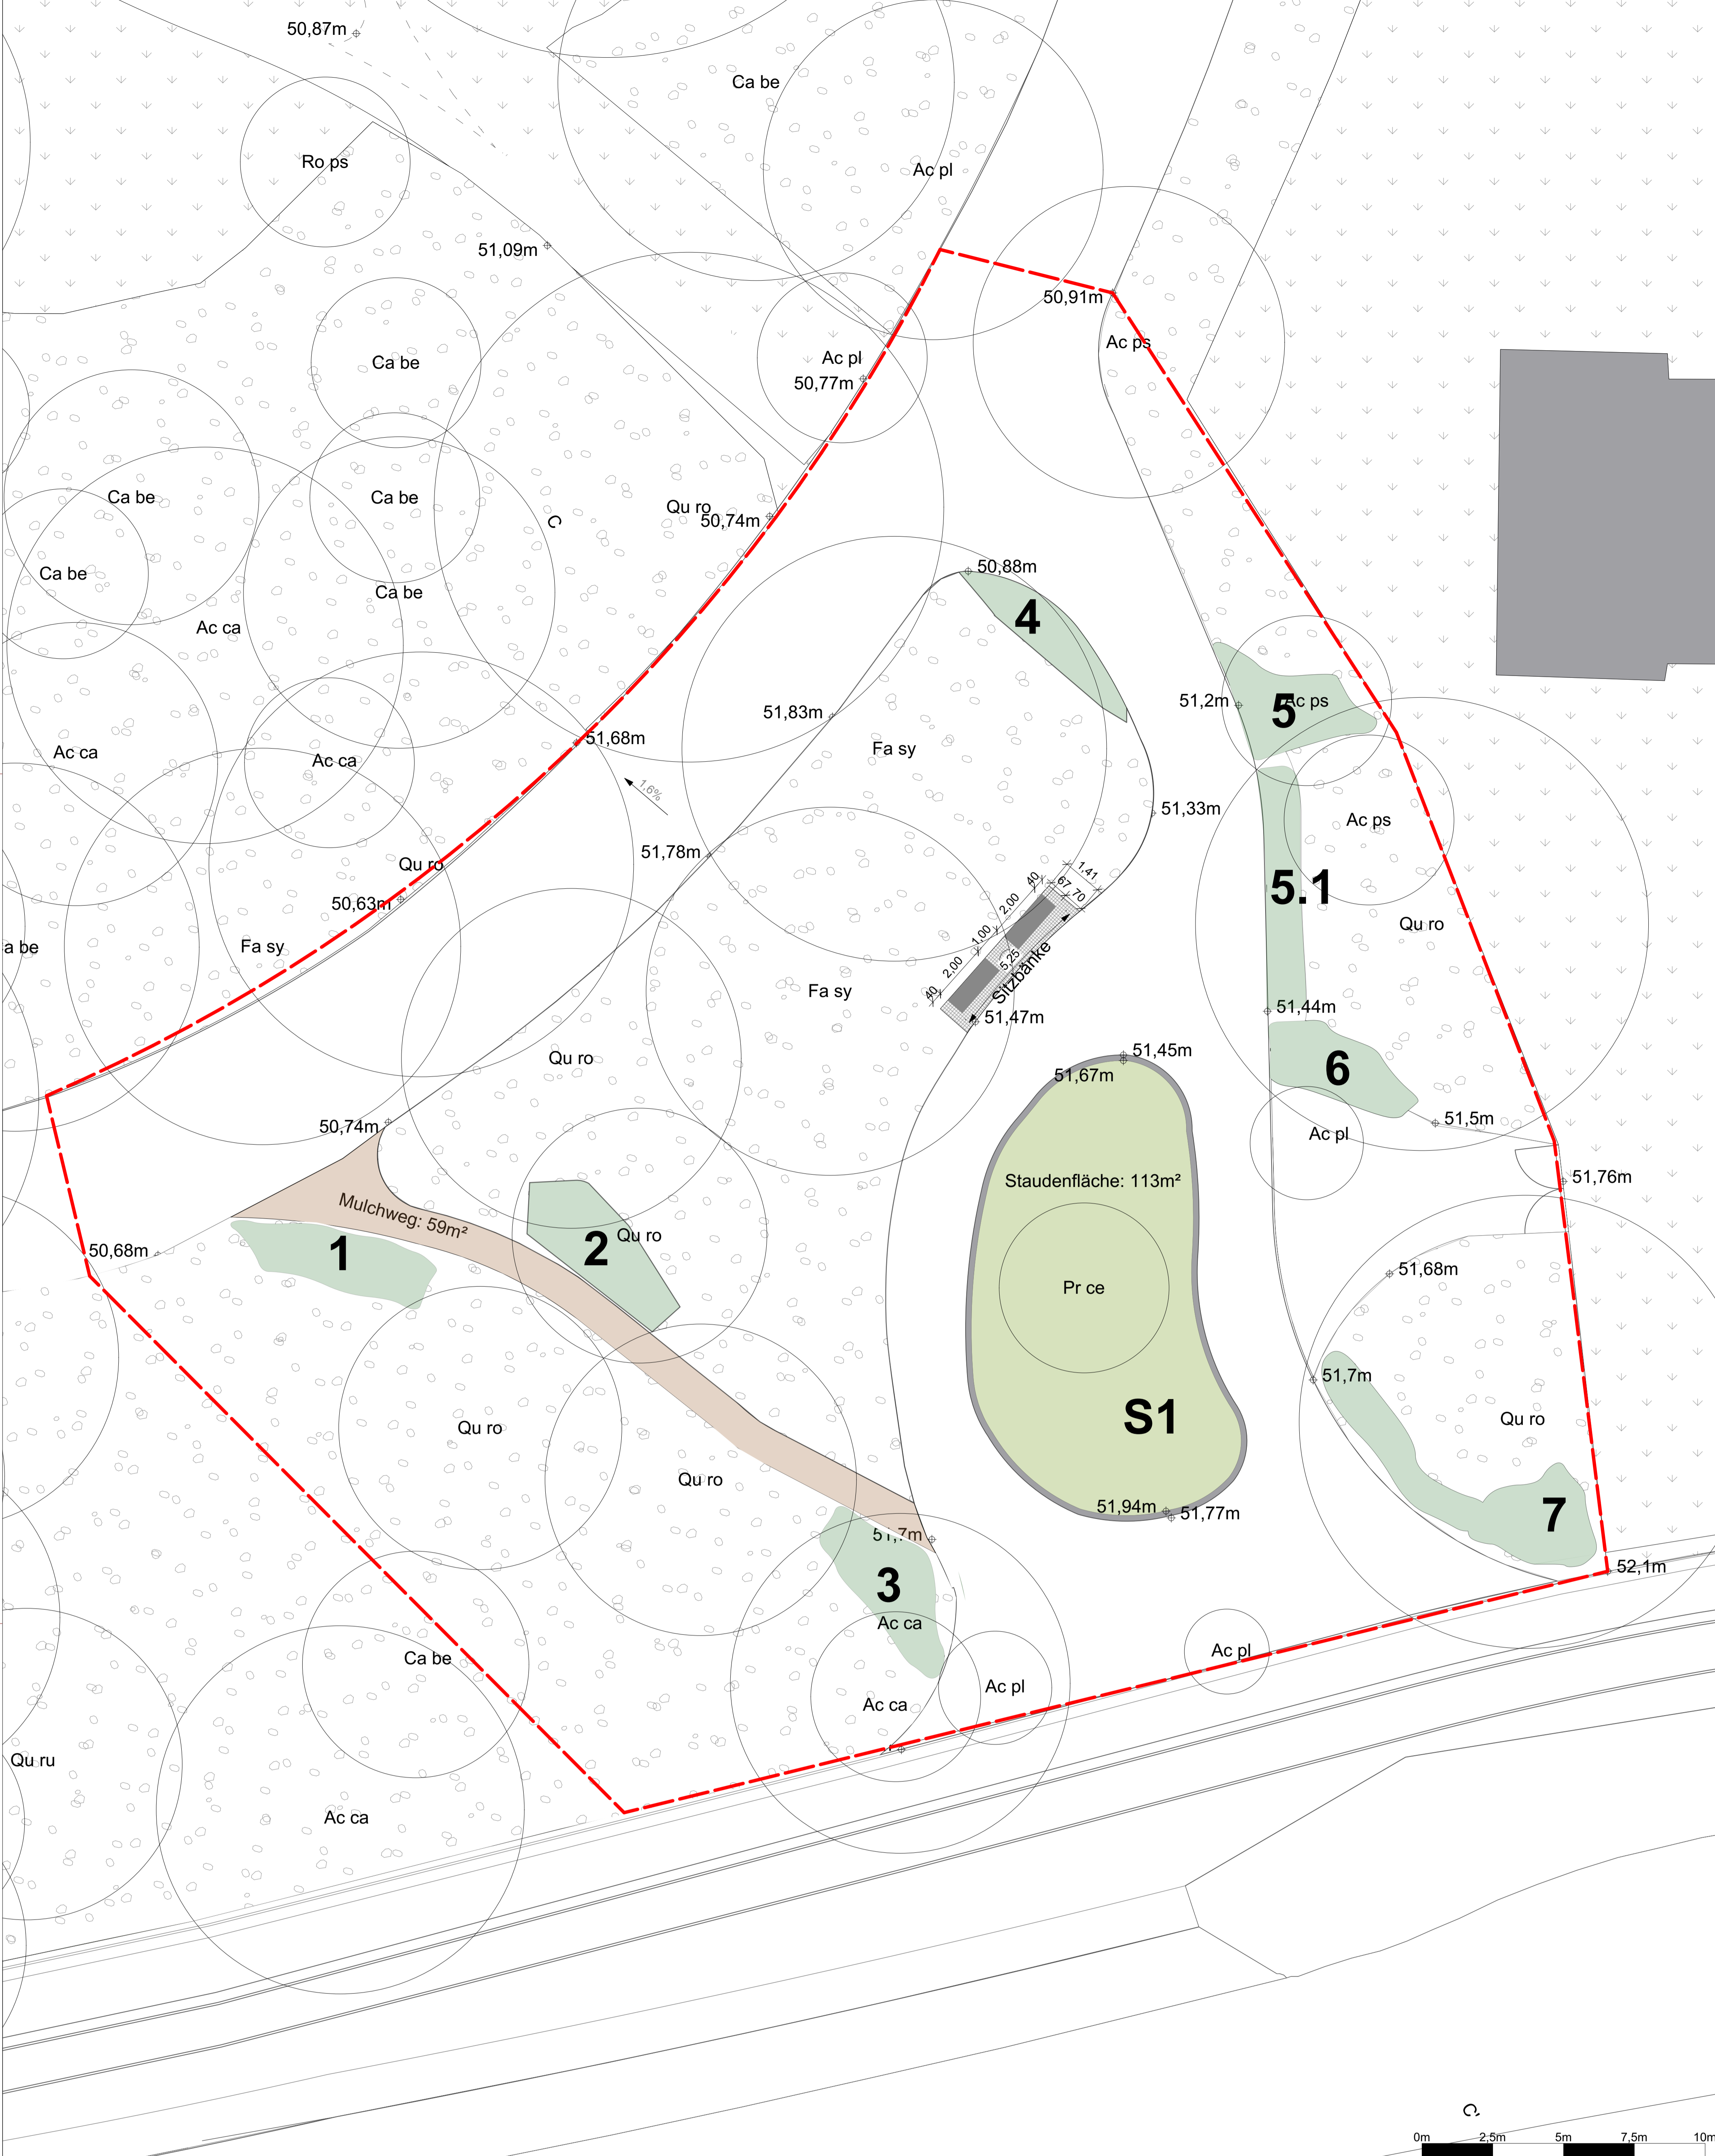 50,87m
Ca be
Ro ps
Ac pl
51,09m
50,91m
Ac ps
Ac pl
Ca be
50,77m
Ca be
Ca be
Qu ro
50,74m
C
50,88m
Ca be
Ca be
4
Ac ca
51,2m
Ac ps
5
51,83m
51,68m
Fa sy
Ac ca
Ac ca
1,6%
51,33m
Ac ps
51,78m
Qu ro
1,41
40
67
70
5.1
50,63m
2,00
Qu ro
1,00
a be
Fa sy
5,25
2,00
Sitzbänke
40
Fa sy
51,44m
51,47m
51,45m
Qu ro
6
51,67m
50,74m
51,5m
Ac pl
51,76m
Staudenfläche: 113m²
Mulchweg: 59m²
Qu ro
50,68m
1
2
51,68m
Pr ce
51,7m
Qu ro
S1
Qu ro
Qu ro
51,94m
51,77m
7
51,7m
52,1m
3
Ac ca
Ac pl
Ca be
Ac pl
Ac ca
Qu ru
Ac ca
C'
0m 2,5m 5m 7,5m 10m